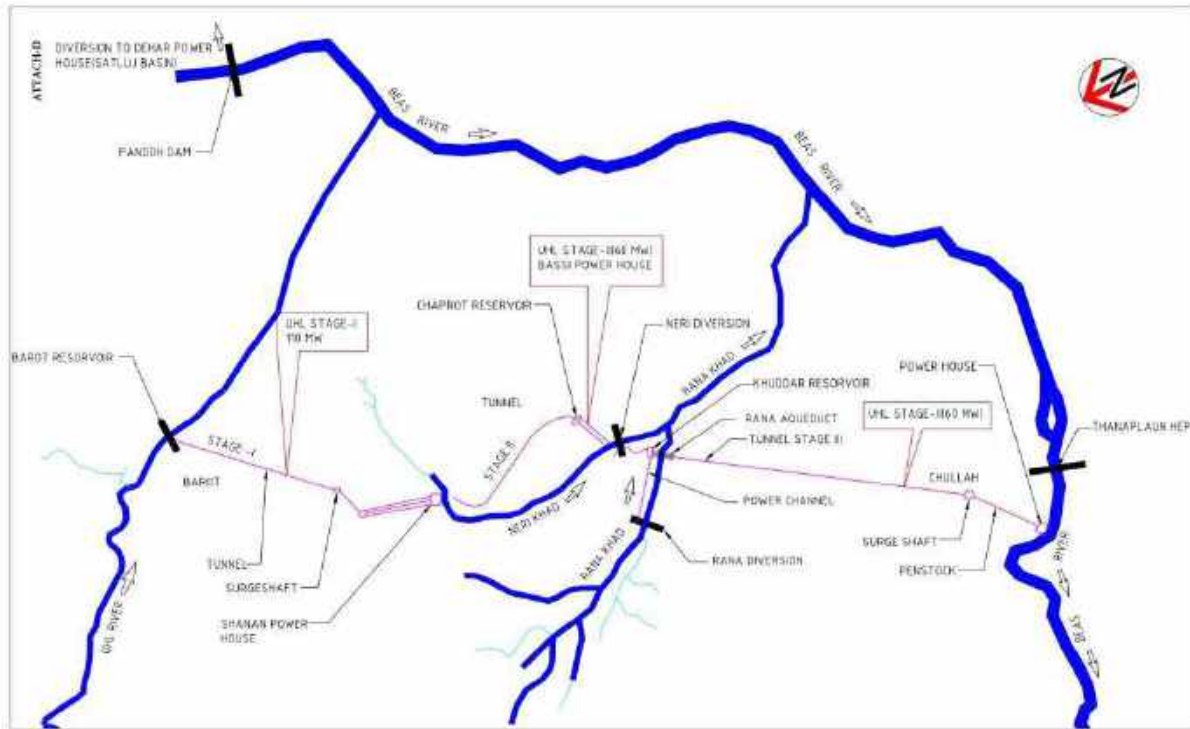 ATTACH-D
DIVERSION TO DEHAR POWER
HOUSE(SATLUJ BASIN)
PANDOH DAM
BEAS RIVER
BEAS RIVER
UHL STAGE-II(60 MW)
BASSI POWER HOUSE
CHAPROT RESERVOIR
NERI DIVERSION
UHL STAGE-I
110 MW
BAROT RESORVOIR
RANA KHAD
KHUDDAR RESERVOIR
POWER HOUSE
TUNNEL
RANA AQUEDUCT
UHL STAGE-III(60 MW)
TUNNEL STAGE III
THANAPLAUN HEP
STAGE-I
STAGE II
BAROT
CHULLAH
POWER CHANNEL
NERI KHAD
SURGE SHAFT
TUNNEL
RANA KHAD
RANA DIVERSION
PENSTOCK
SURGESHAFT
RIVER
SHANAN POWER
HOUSE
UHL RIVER
BEAS